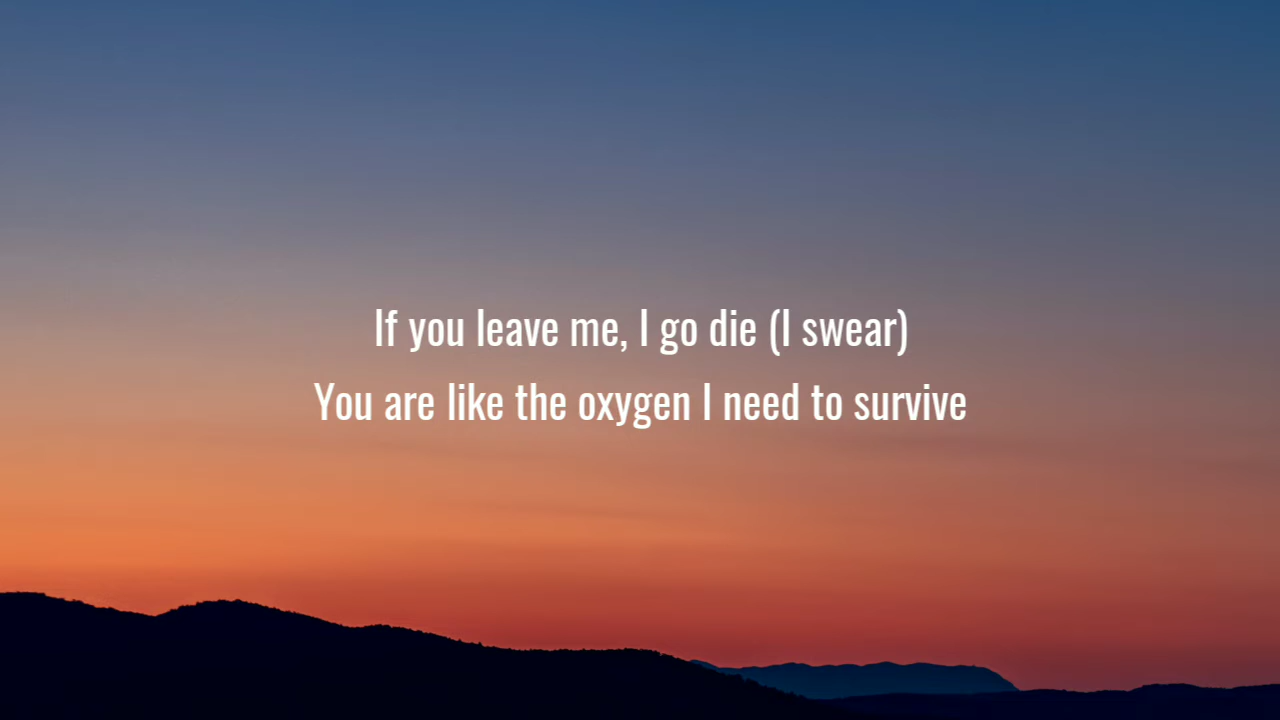 If you leave me, I go die (I swear)
You are like the oxygen I need to survive